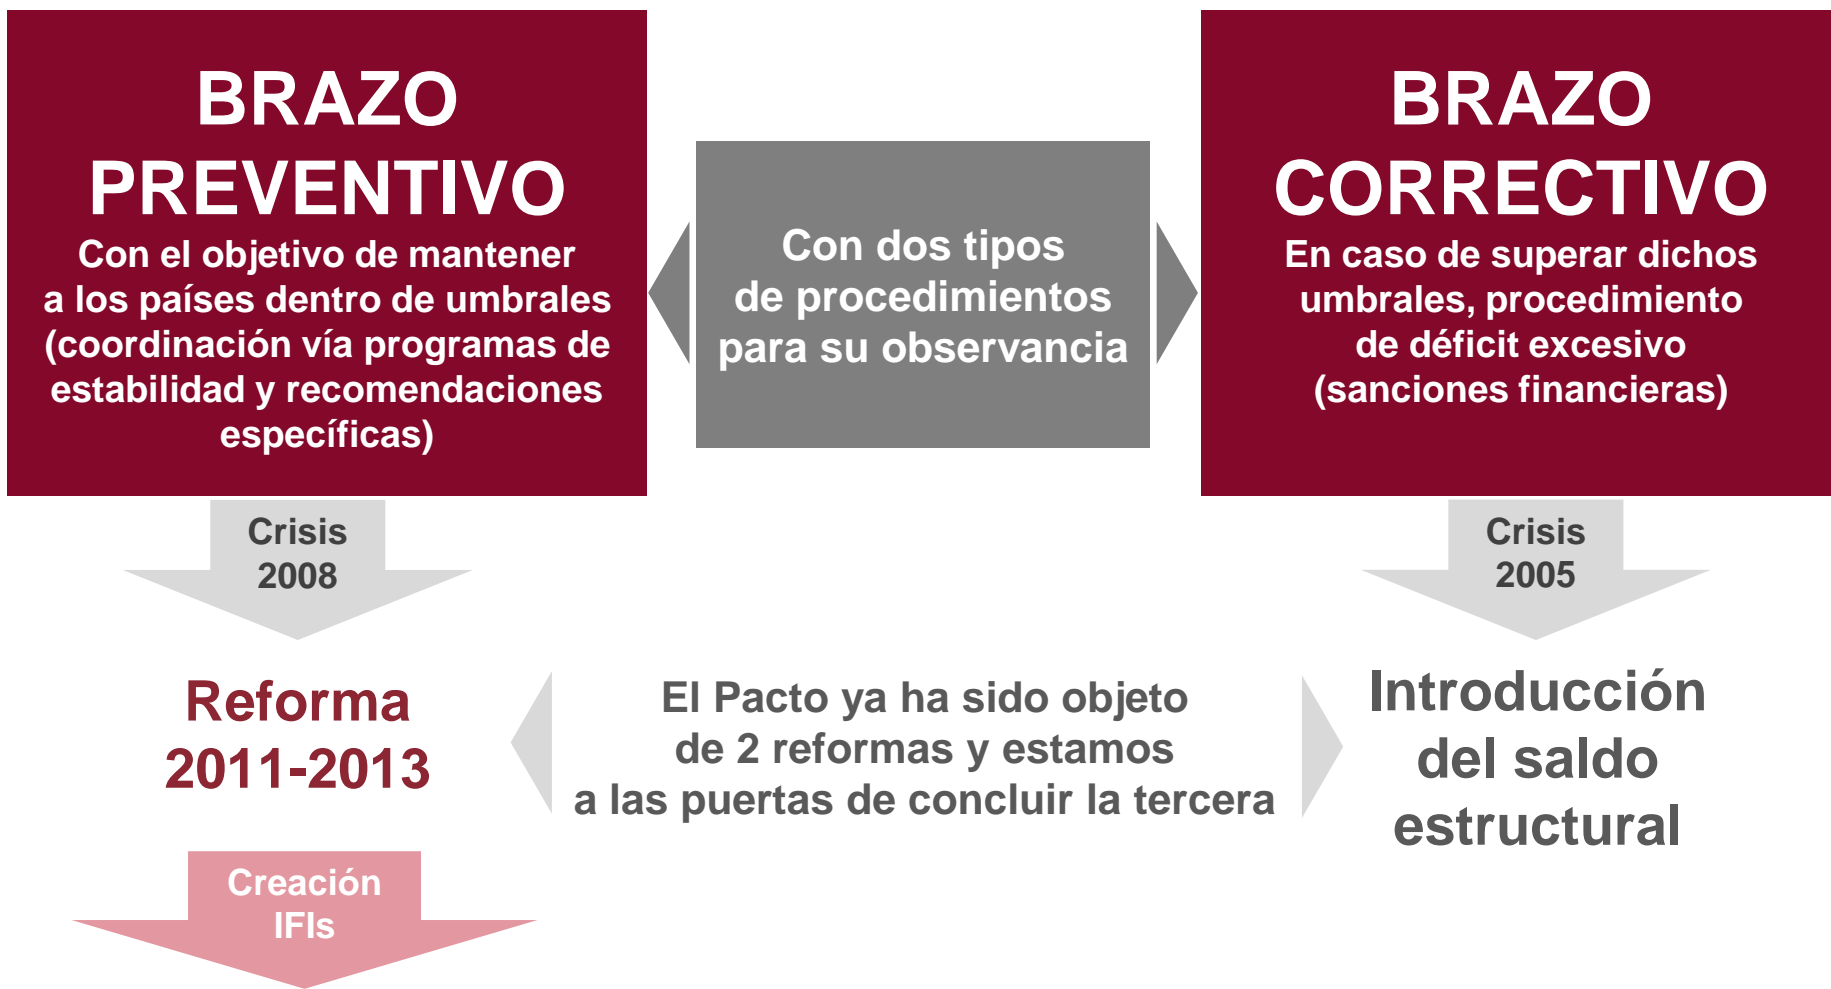 BRAZO
PREVENTIVO
Con el objetivo de mantener
a los países dentro de umbrales
(coordinación vía programas de
estabilidad y recomendaciones
específicas)
Con dos tipos
de procedimientos
para su observancia
BRAZO
CORRECTIVO
En caso de superar dichos
umbrales, procedimiento
de déficit excesivo
(sanciones financieras)
Crisis
2008
Crisis
2005
Reforma
2011-2013
El Pacto ya ha sido objeto
de 2 reformas y estamos
a las puertas de concluir la tercera
Introducción
del saldo
estructural
Creación
IFIs